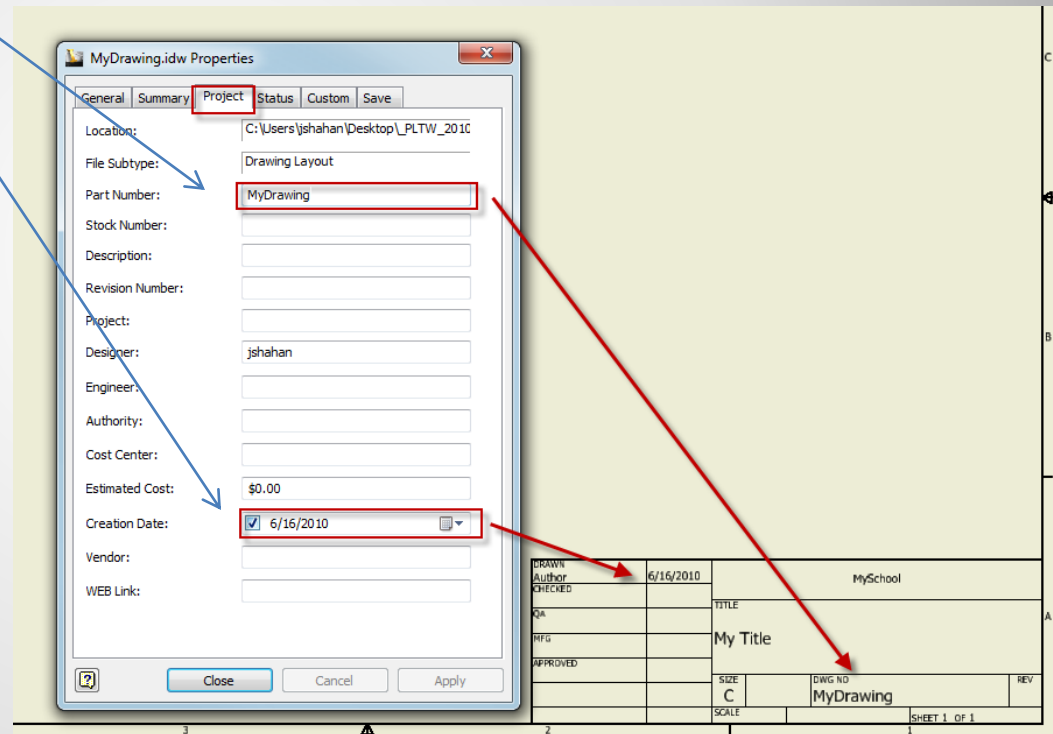 MyDrawing.idw Properties
General Summary Project Status Custom Save
Location: C:\Users\jshahan\Desktop\_PLTW_2010
File Subtype: Drawing Layout
Part Number: MyDrawing
Stock Number:
Description:
Revision Number:
Project:
Designer: jshahan
Engineer:
Authority:
Cost Center:
Estimated Cost: $0.00
Creation Date: 6/16/2010
Vendor:
WEB Link:
Close Cancel Apply
C
B
A
DRAWN
Author 6/16/2010
CHECKED
QA
MFG
APPROVED
MySchool
TITLE
My Title
SIZE
C
DWG NO
MyDrawing
REV
SCALE
SHEET 1 OF 1
3 2 1